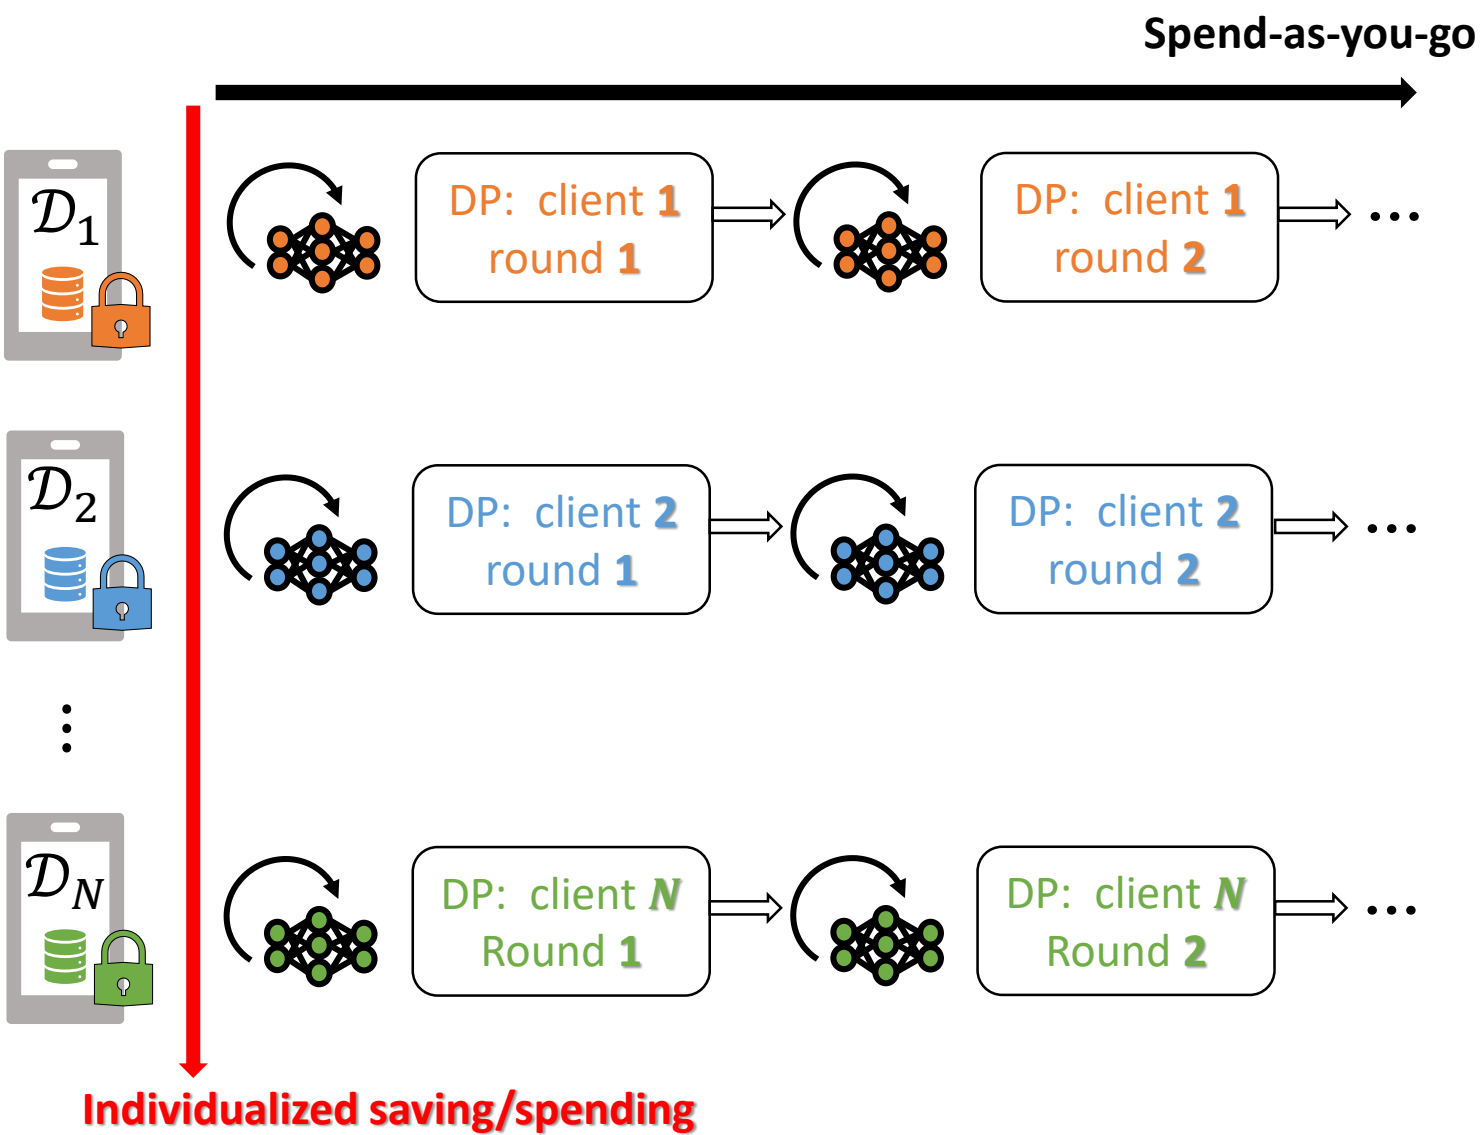 Spend-as-you-go
𝒟1
DP: client 1
round 1
DP: client 1
round 2
...
𝒟2
DP: client 2
round 1
DP: client 2
round 2
...
⋮
𝒟N
DP: client N
Round 1
DP: client N
Round 2
...
Individualized saving/spending